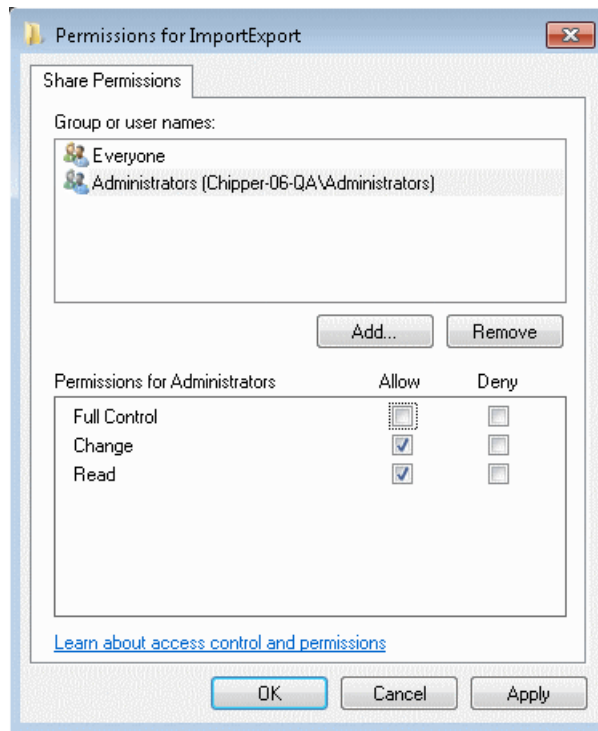 Permissions for ImportExport
Share Permissions
Group or user names:
Everyone
Administrators (Chipper-06-QA\Administrators)
Add... Remove
Permissions for Administrators Allow Deny
Full Control
Change
Read
Learn about access control and permissions
OK Cancel Apply